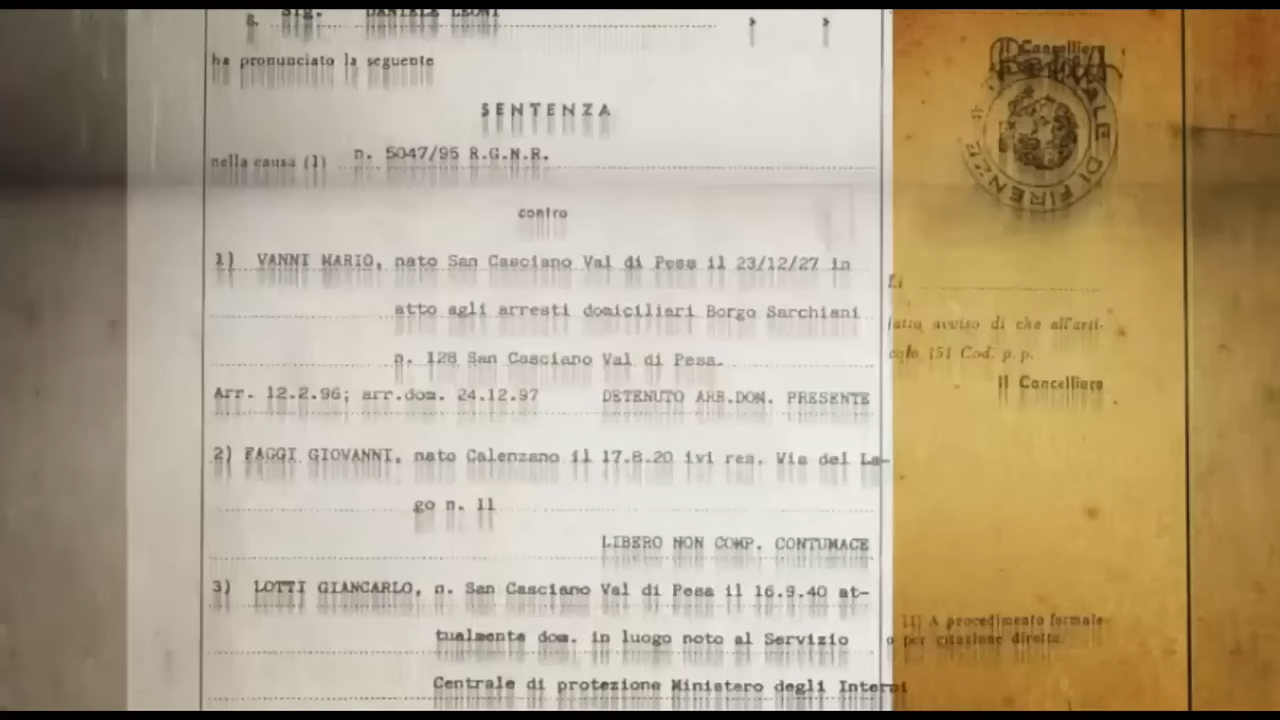 8. Sig. DANIELE LEONI " "
ha pronunciato la seguente
SENTENZA
nella causa (1) n. 5047/95 R.G.N.R.
contro
1) VANNI MARIO, nato San Casciano Val di Pesa il 23/12/27 in
atto agli arresti domiciliari Borgo Sarchiani
n. 128 San Casciano Val di Pesa.
Arr. 12.2.96; arr.dom. 24.12.97 DETENUTO ARR.DOM. PRESENTE
2) FAGGI GIOVANNI, nato Calenzano il 17.8.20 ivi res. Via del La-
go n. 11
LIBERO NON COMP. CONTUMACE
3) LOTTI GIANCARLO, n. San Casciano Val di Pesa il 16.9.40 at-
tualmente dom. in luogo noto al Servizio
Centrale di protezione Ministero degli Interni
Il Cancelliere
DI FIRENZE
Li
fatto avviso di che all'arti-
colo 151 Cod. p. p.
Il Cancelliere
(1) A procedimento formale
o per citazione diretta.